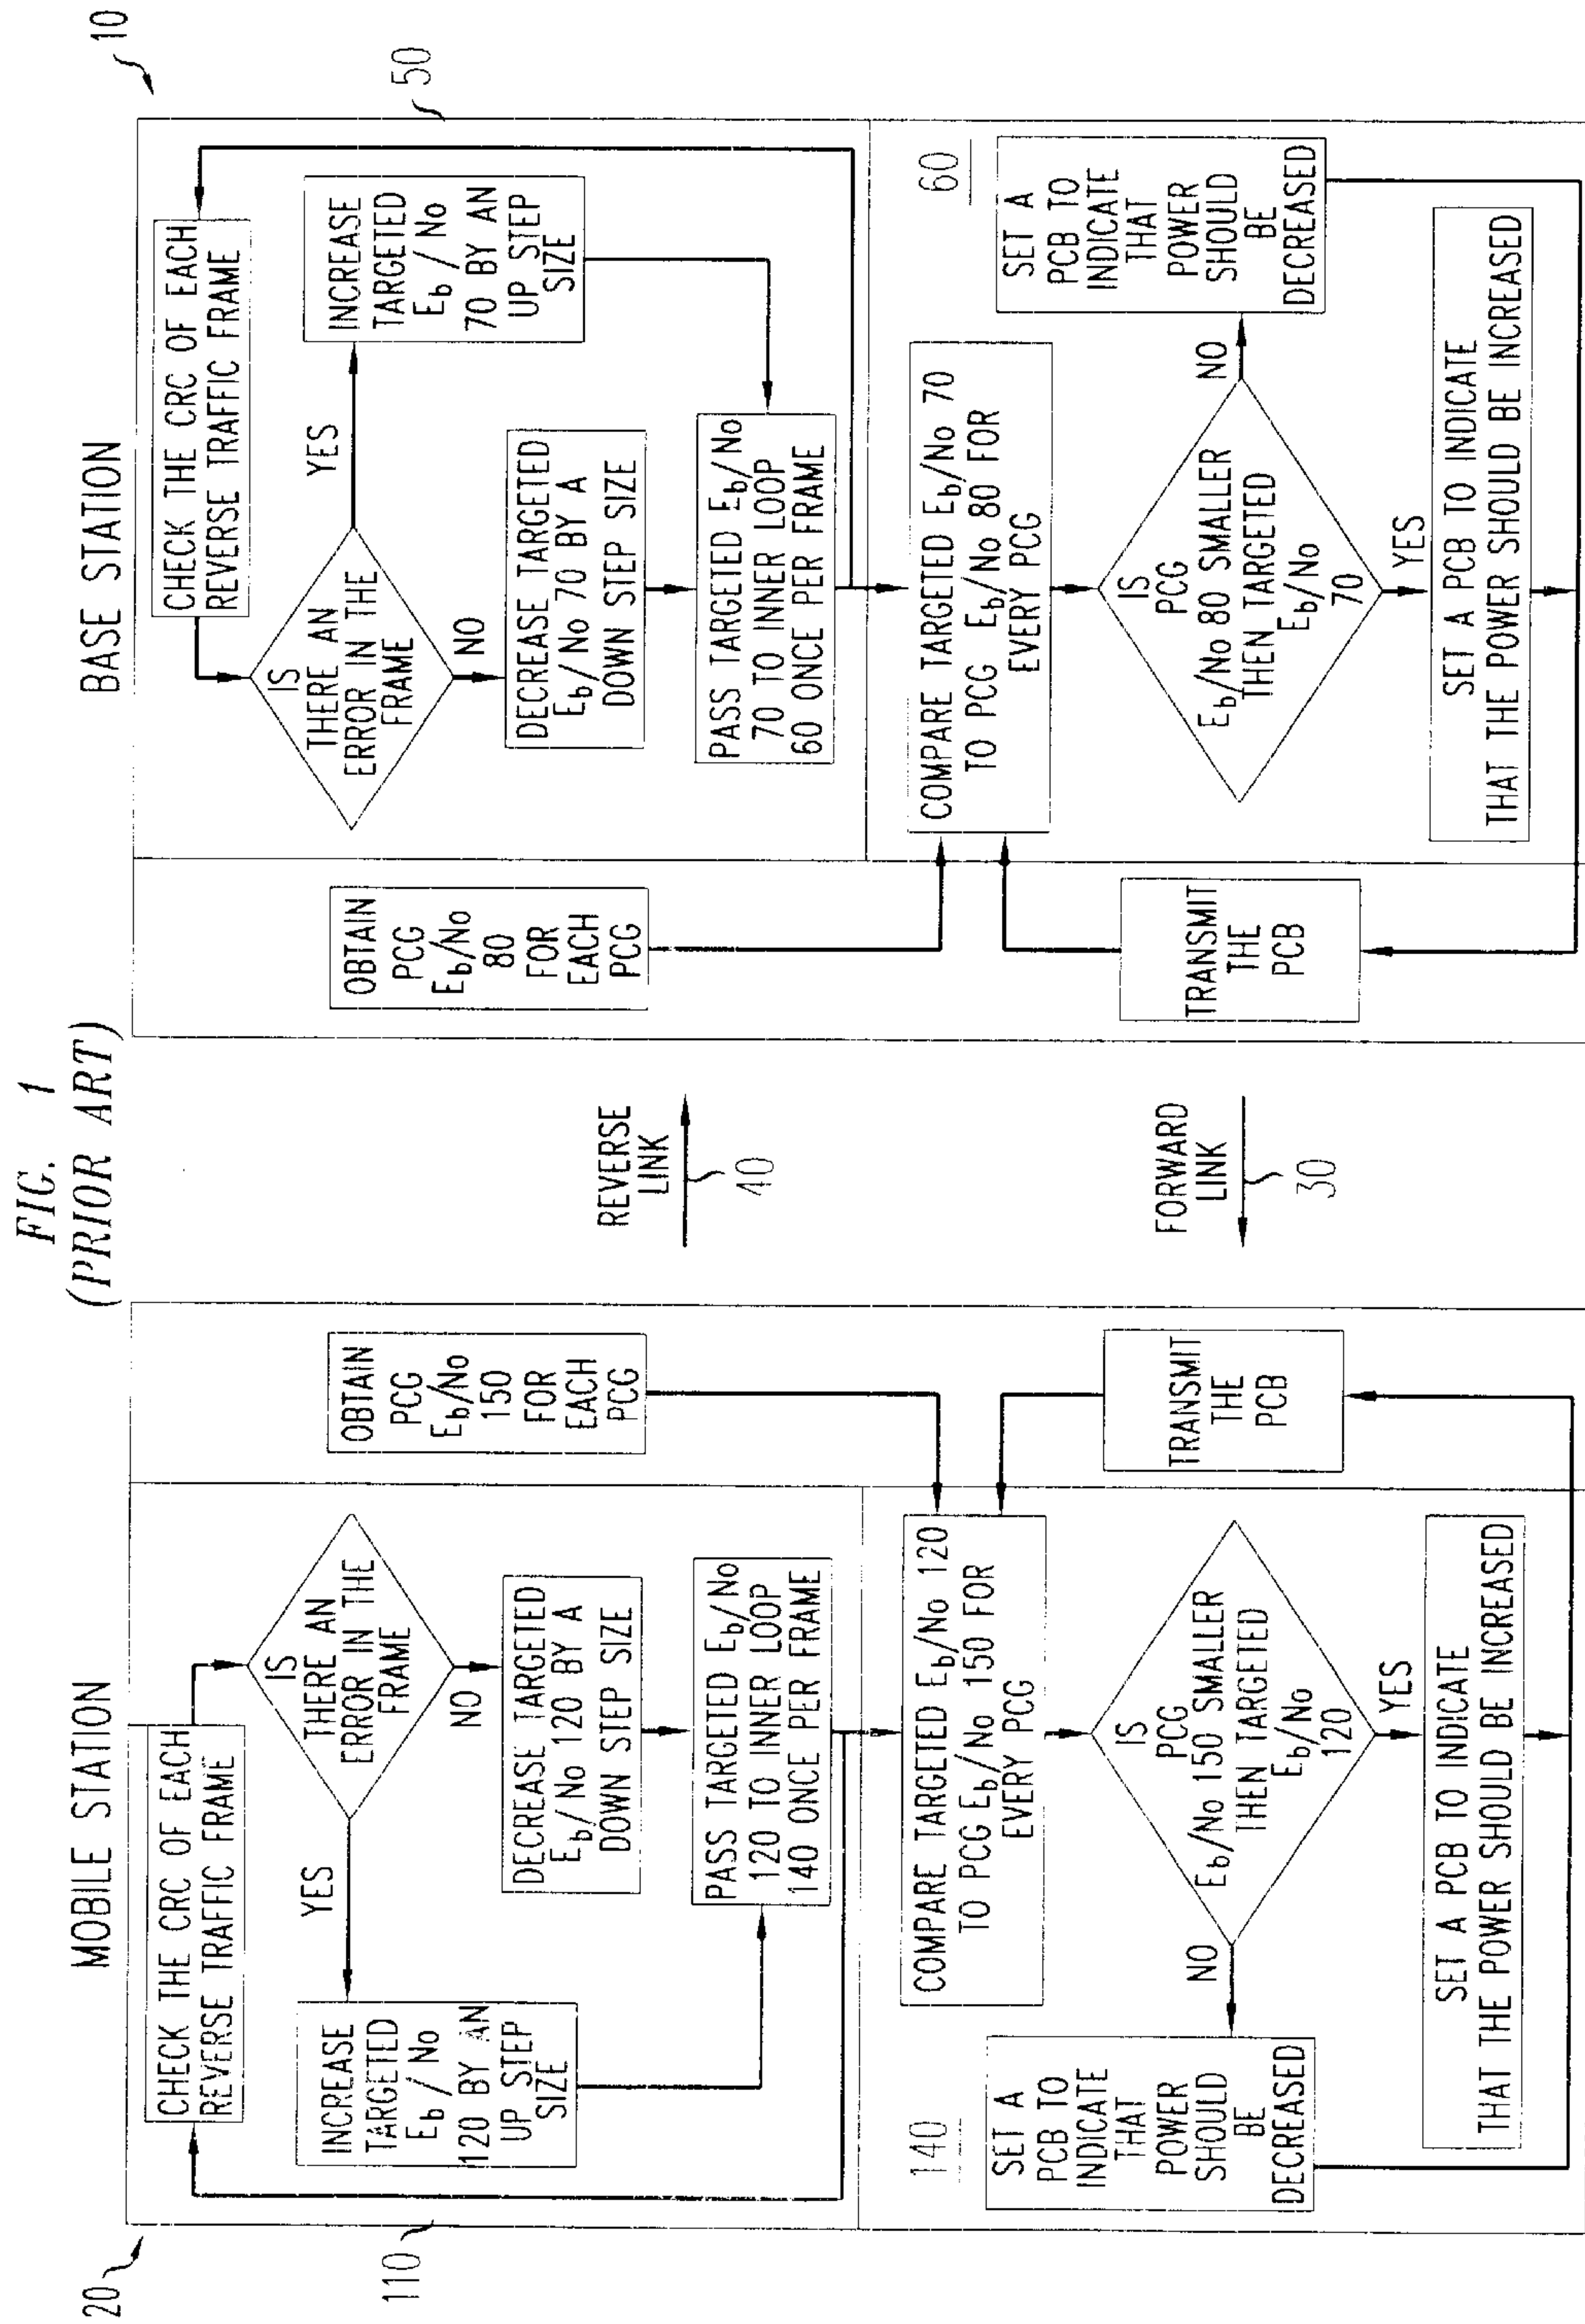 FIG. 1
(PRIOR ART)
MOBILE STATION
20
110
CHECK THE CRC OF EACH
REVERSE TRAFFIC FRAME
IS
THERE AN
ERROR IN THE
FRAME
YES
NO
INCREASE
TARGETED
Eb / No
120 BY AN
UP STEP
SIZE
DECREASE TARGETED
Eb / No 120 BY A
DOWN STEP SIZE
PASS TARGETED Eb/No
120 TO INNER LOOP
140 ONCE PER FRAME
OBTAIN
PCG
Eb/No
150
FOR
EACH
PCG
140
COMPARE TARGETED Eb/No 120
TO PCG Eb/No 150 FOR
EVERY PCG
IS
PCG
Eb/No 150 SMALLER
THEN TARGETED
Eb/No
120
NO
YES
SET A
PCB TO
INDICATE
THAT
POWER
SHOULD
BE
DECREASED
SET A PCB TO INDICATE
THAT THE POWER SHOULD BE INCREASED
TRANSMIT
THE
PCB
REVERSE
LINK
40
FORWARD
LINK
30
BASE STATION
10
50
CHECK THE CRC OF EACH
REVERSE TRAFFIC FRAME
IS
THERE AN
ERROR IN THE
FRAME
YES
NO
INCREASE
TARGETED
Eb / No
70 BY AN
UP STEP
SIZE
DECREASE TARGETED
Eb / No 70 BY A
DOWN STEP SIZE
PASS TARGETED Eb/No
70 TO INNER LOOP
60 ONCE PER FRAME
OBTAIN
PCG
Eb/No
80
FOR
EACH
PCG
60
COMPARE TARGETED Eb/No 70
TO PCG Eb/No 80 FOR
EVERY PCG
IS
PCG
Eb/No 80 SMALLER
THEN TARGETED
Eb/No
70
NO
YES
SET A
PCB TO
INDICATE
THAT
POWER
SHOULD
BE
DECREASED
SET A PCB TO INDICATE
THAT THE POWER SHOULD BE INCREASED
TRANSMIT
THE
PCB